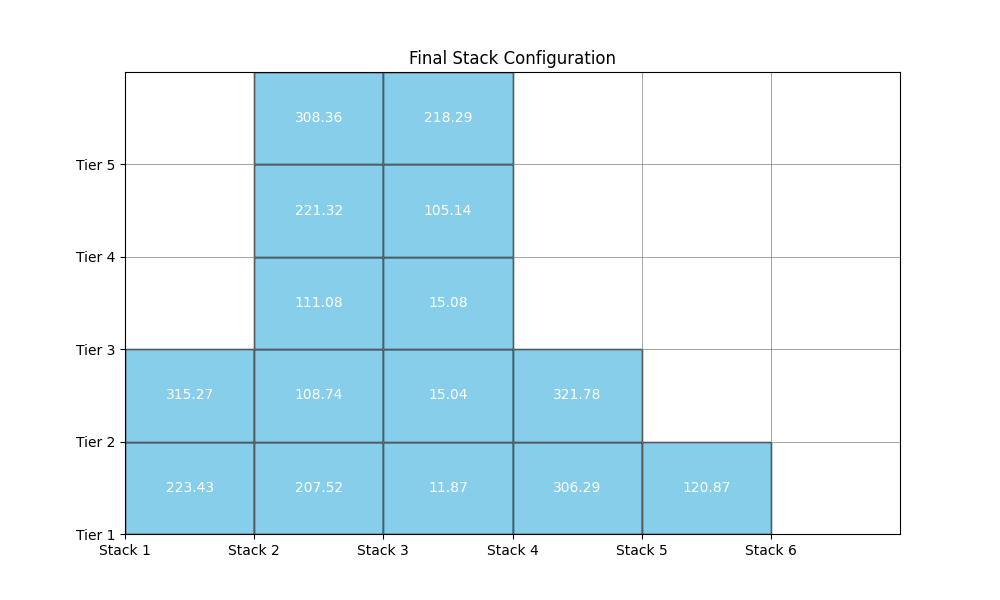 Final Stack Configuration
308.36 218.29
Tier 5
221.32 105.14
Tier 4
111.08 15.08
Tier 3
315.27 108.74 15.04 321.78
Tier 2
223.43 207.52 11.87 306.29 120.87
Tier 1
Stack 1 Stack 2 Stack 3 Stack 4 Stack 5 Stack 6